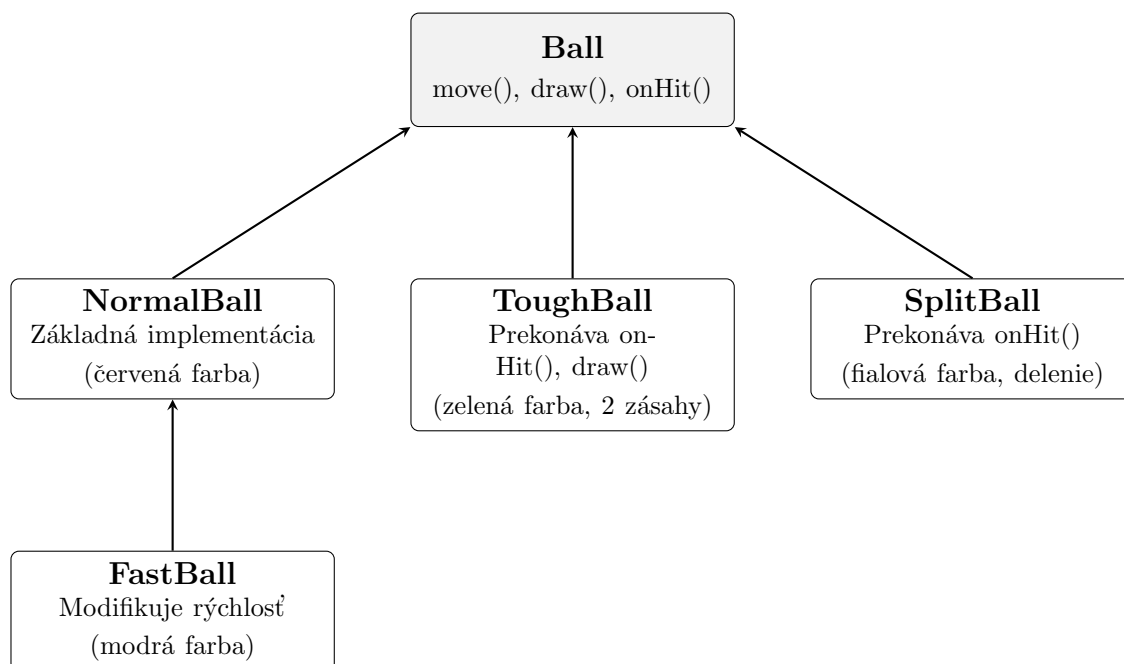 Ball
move(), draw(), onHit()
NormalBall
Základná implementácia
(červená farba)
ToughBall
Prekonáva on-
Hit(), draw()
(zelená farba, 2 zásahy)
SplitBall
Prekonáva onHit()
(fialová farba, delenie)
FastBall
Modifikuje rýchlosť
(modrá farba)